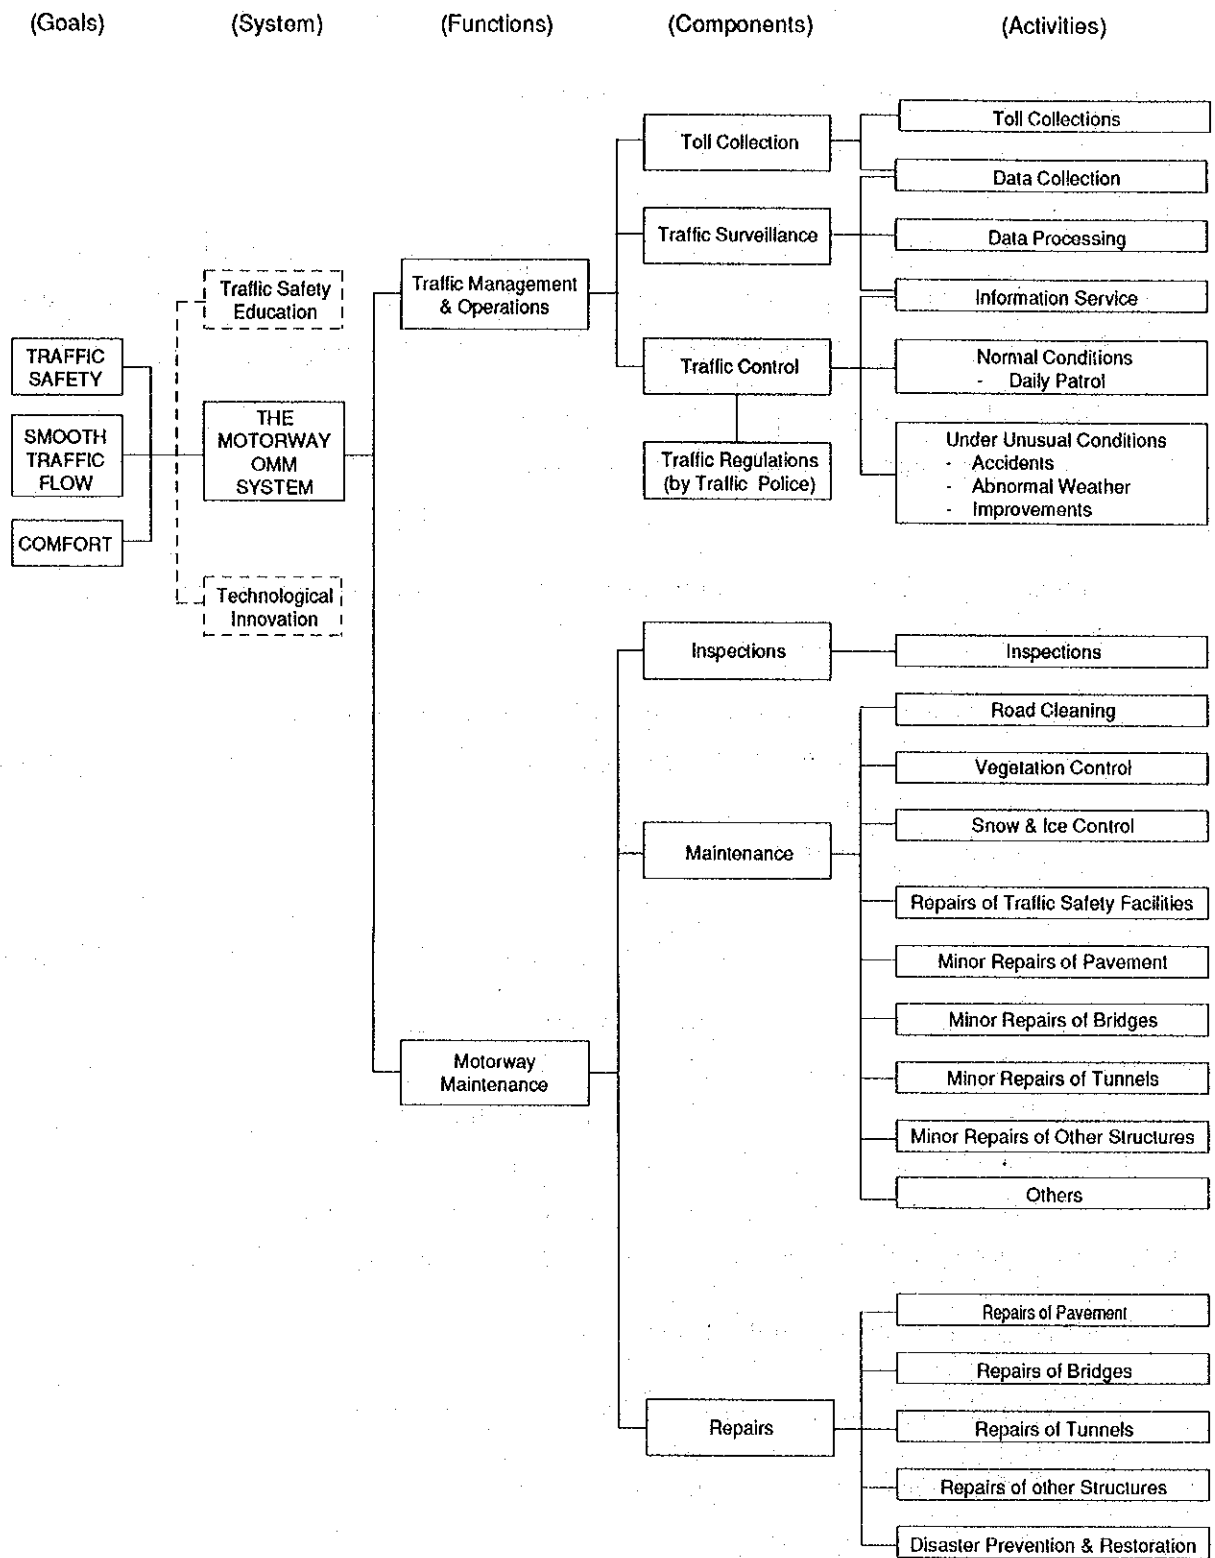 (Goals)
(System)
(Functions)
(Components)
(Activities)
TRAFFIC
SAFETY
SMOOTH
TRAFFIC
FLOW
COMFORT
Traffic Safety
Education
THE
MOTORWAY
OMM
SYSTEM
Technological
Innovation
Traffic Management
& Operations
Motorway
Maintenance
Toll Collection
Traffic Surveillance
Traffic Control
Traffic Regulations
(by Traffic Police)
Inspections
Maintenance
Repairs
Toll Collections
Data Collection
Data Processing
Information Service
Normal Conditions
- Daily Patrol
Under Unusual Conditions
- Accidents
- Abnormal Weather
- Improvements
Inspections
Road Cleaning
Vegetation Control
Snow & Ice Control
Repairs of Traffic Safety Facilities
Minor Repairs of Pavement
Minor Repairs of Bridges
Minor Repairs of Tunnels
Minor Repairs of Other Structures
Others
Repairs of Pavement
Repairs of Bridges
Repairs of Tunnels
Repairs of other Structures
Disaster Prevention & Restoration